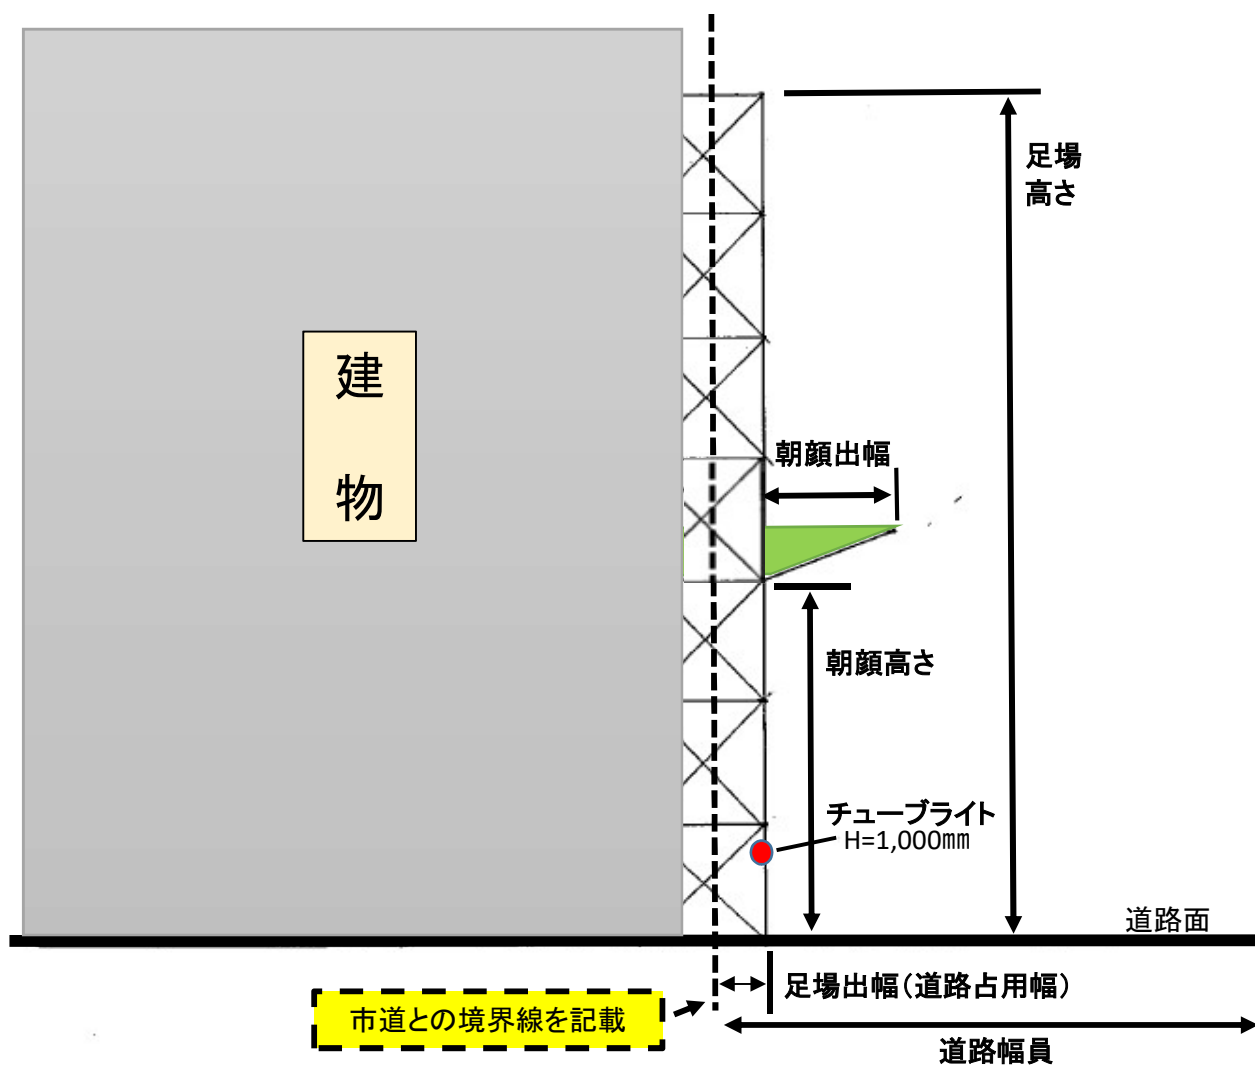 足場
高さ
建
物
朝顔出幅
朝顔高さ
チューブライト
H=1,000㎜
道路面
足場出幅(道路占用幅)
市道との境界線を記載
道路幅員